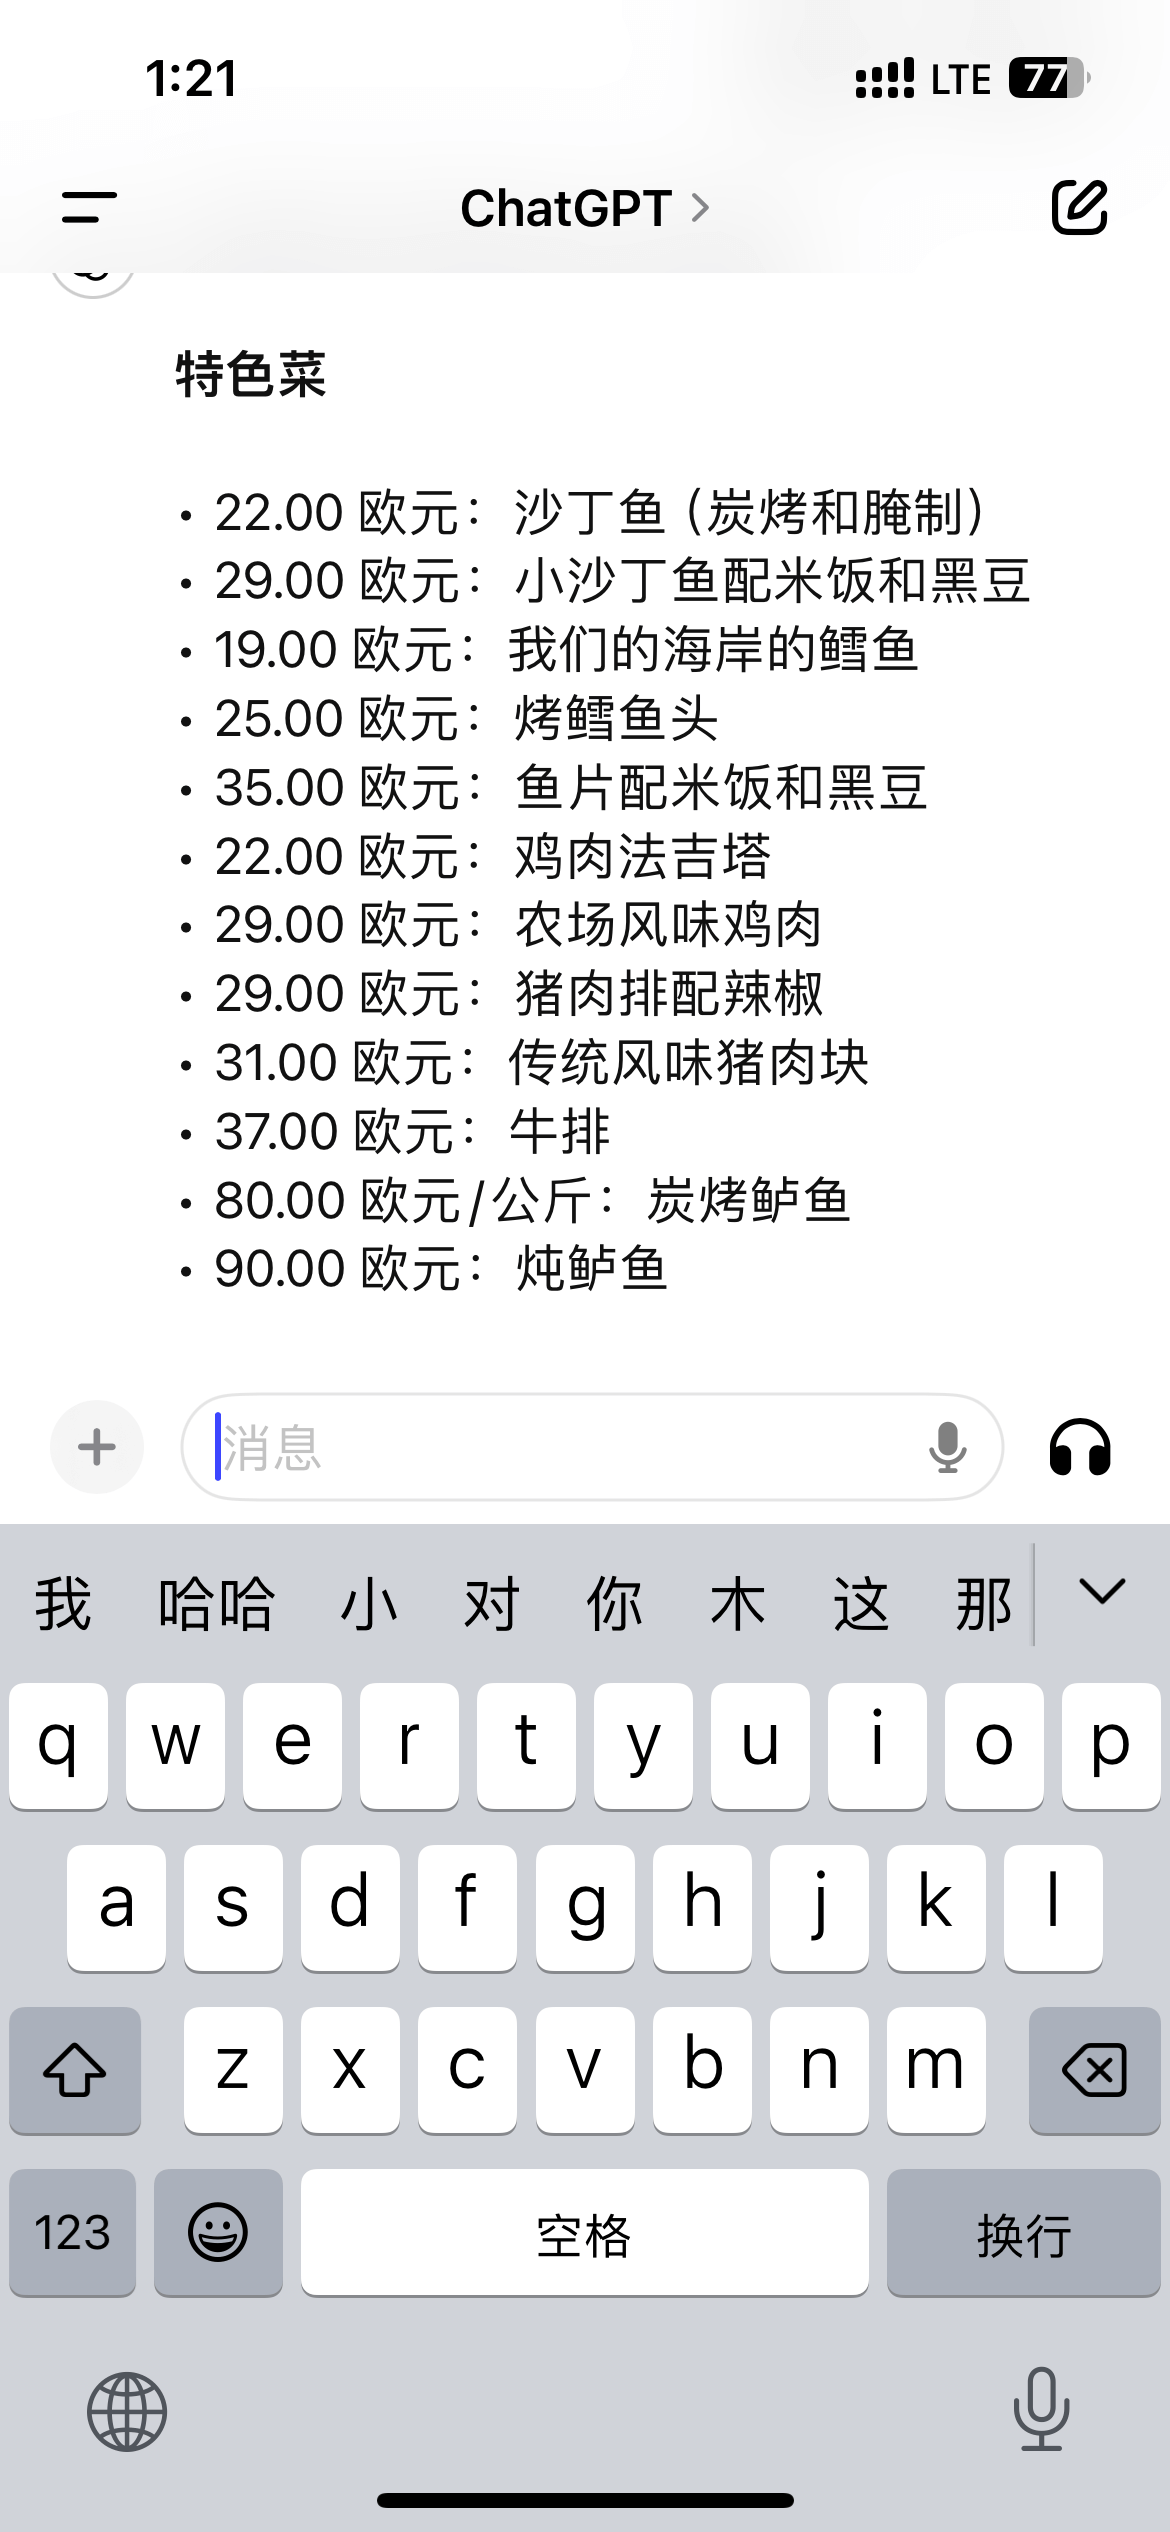 1:21
LTE 77
ChatGPT
特色菜
• 22.00 欧元：沙丁鱼（炭烤和腌制）
• 29.00 欧元：小沙丁鱼配米饭和黑豆
• 19.00 欧元：我们的海岸的鳕鱼
• 25.00 欧元：烤鳕鱼头
• 35.00 欧元：鱼片配米饭和黑豆
• 22.00 欧元：鸡肉法吉塔
• 29.00 欧元：农场风味鸡肉
• 29.00 欧元：猪肉排配辣椒
• 31.00 欧元：传统风味猪肉块
• 37.00 欧元：牛排
• 80.00 欧元/公斤：炭烤鲈鱼
• 90.00 欧元：炖鲈鱼
消息
我 哈哈 小 对 你 木 这 那
q w e r t y u i o p
a s d f g h j k l
z x c v b n m
123 空格 换行